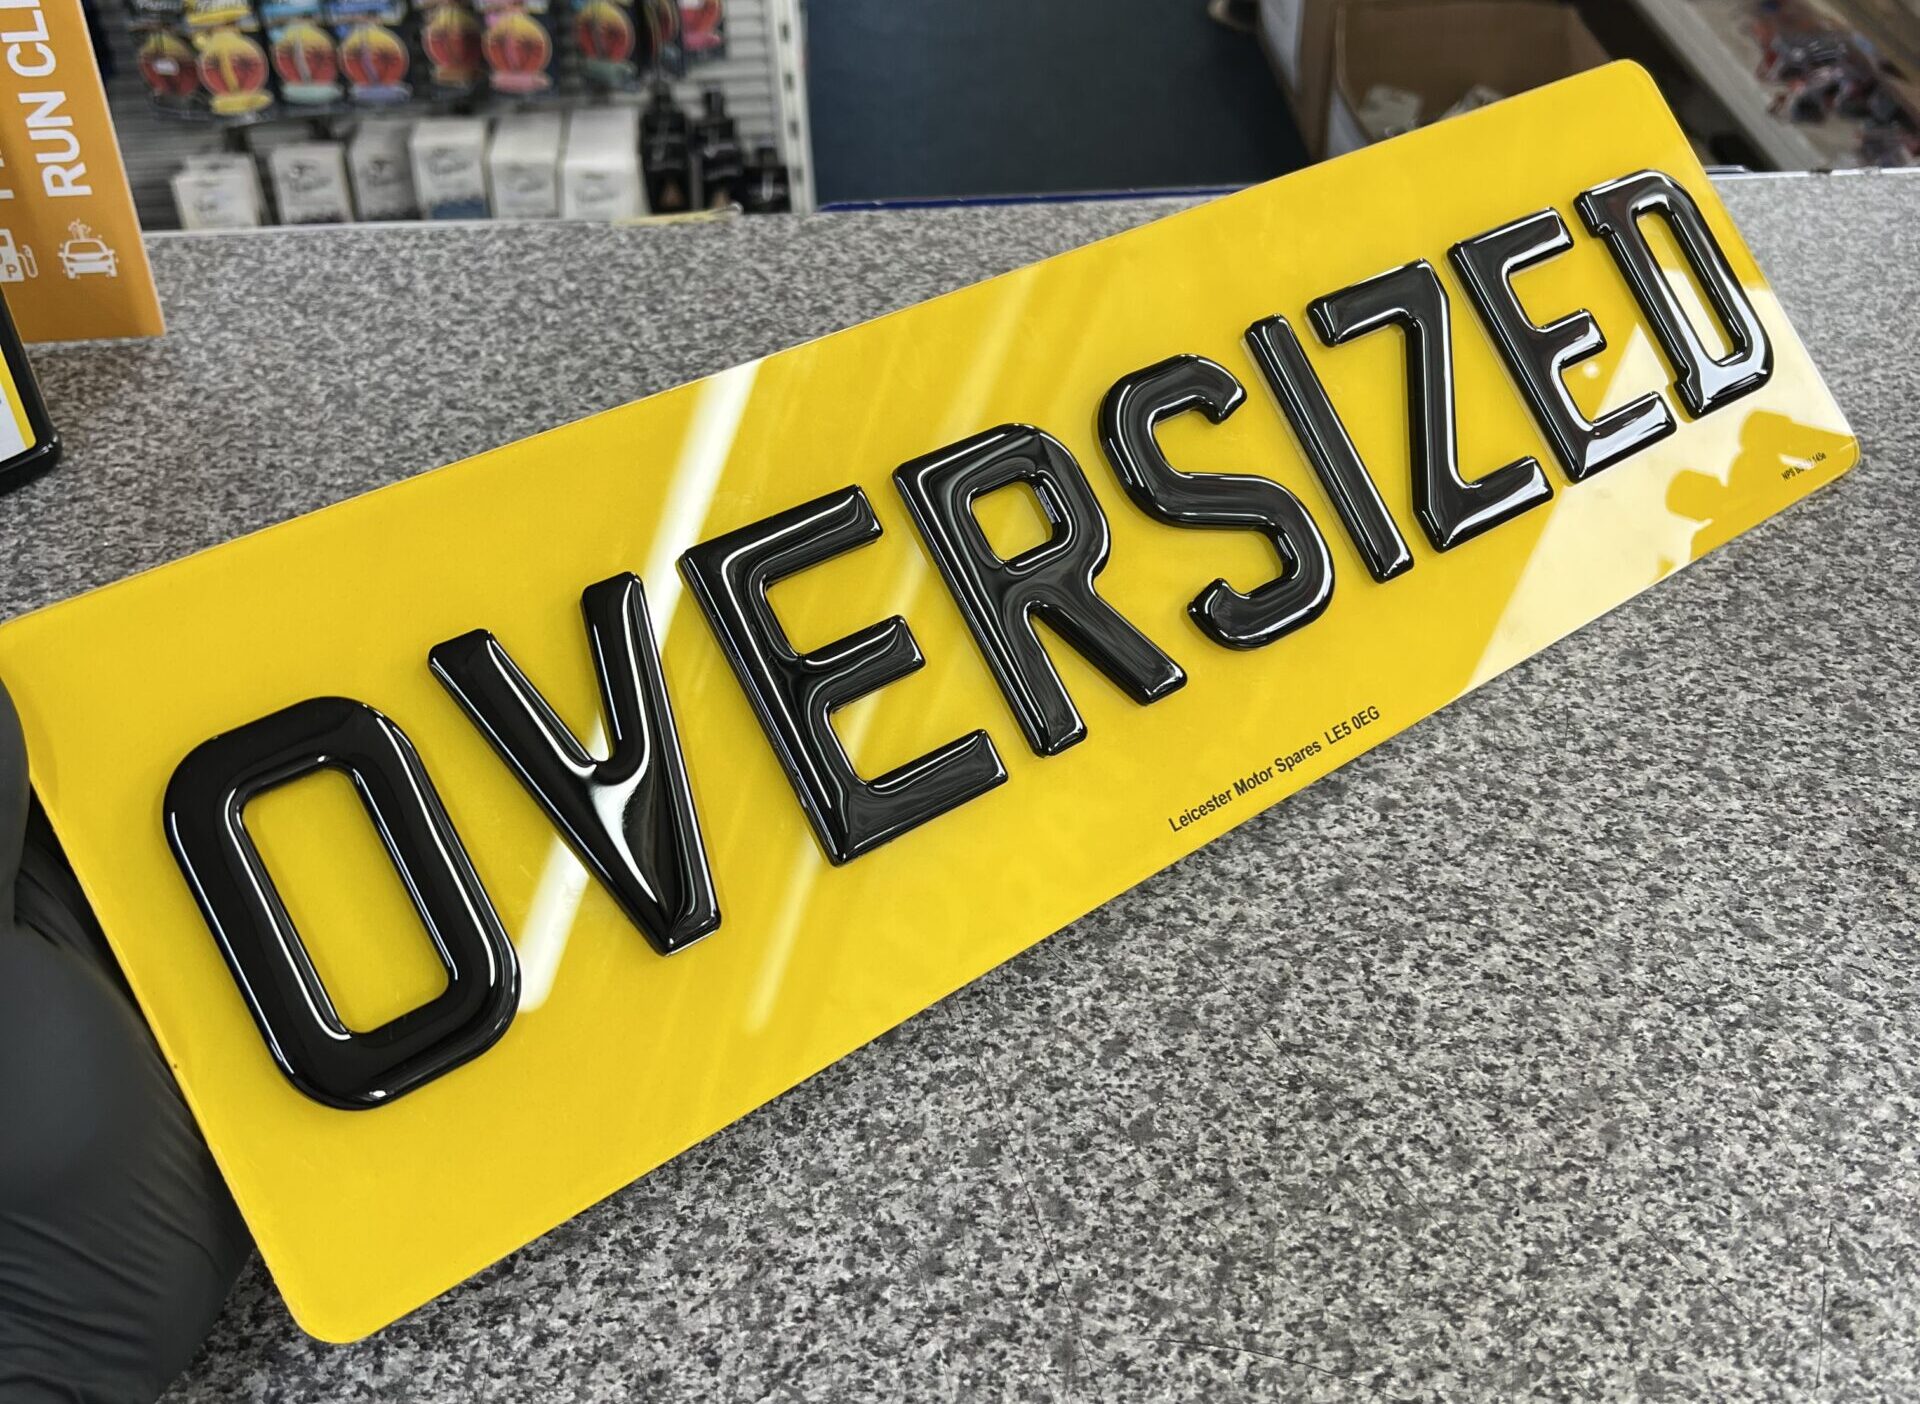 RUN CL
OVERSIZED
Leicester Motor Spares LE5 0EG
P